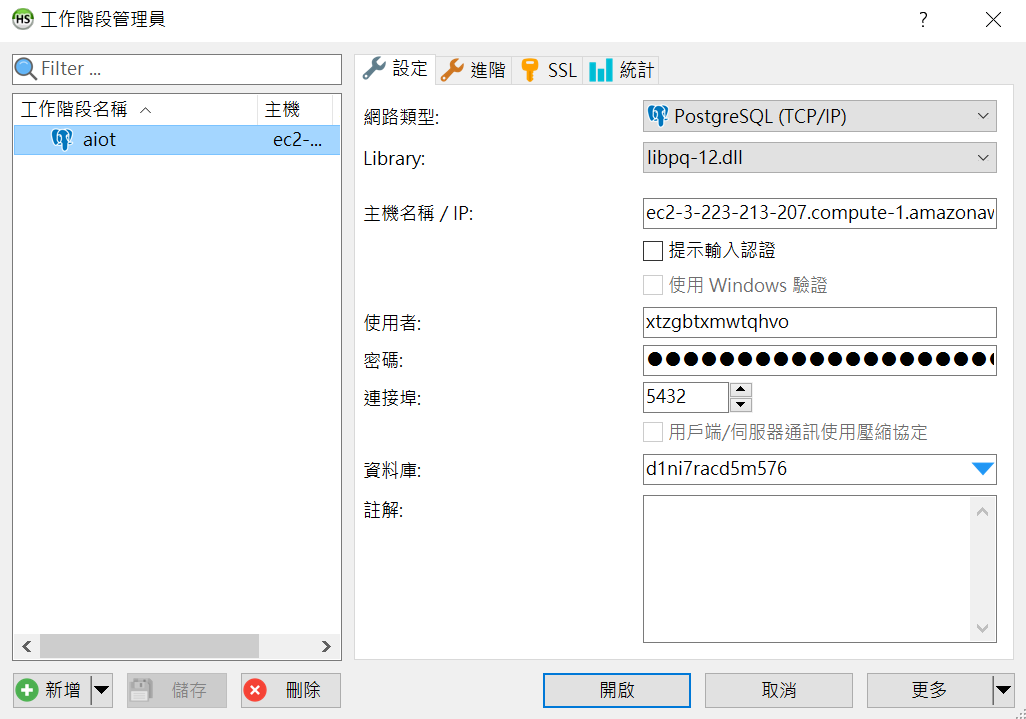 HS 工作階段管理員 ?
Filter ...
工作階段名稱 主機
aiot ec2-...
設定 進階 SSL 統計
網路類型: PostgreSQL (TCP/IP)
Library: libpq-12.dll
主機名稱 / IP: ec2-3-223-213-207.compute-1.amazonaw
提示輸入認證
使用 Windows 驗證
使用者: xtzgbtxmwtqhvo
密碼: ●●●●●●●●●●●●●●●●●●●●
連接埠: 5432
用戶端/伺服器通訊使用壓縮協定
資料庫: d1ni7racd5m576
註解:
新增 儲存 刪除 開啟 取消 更多